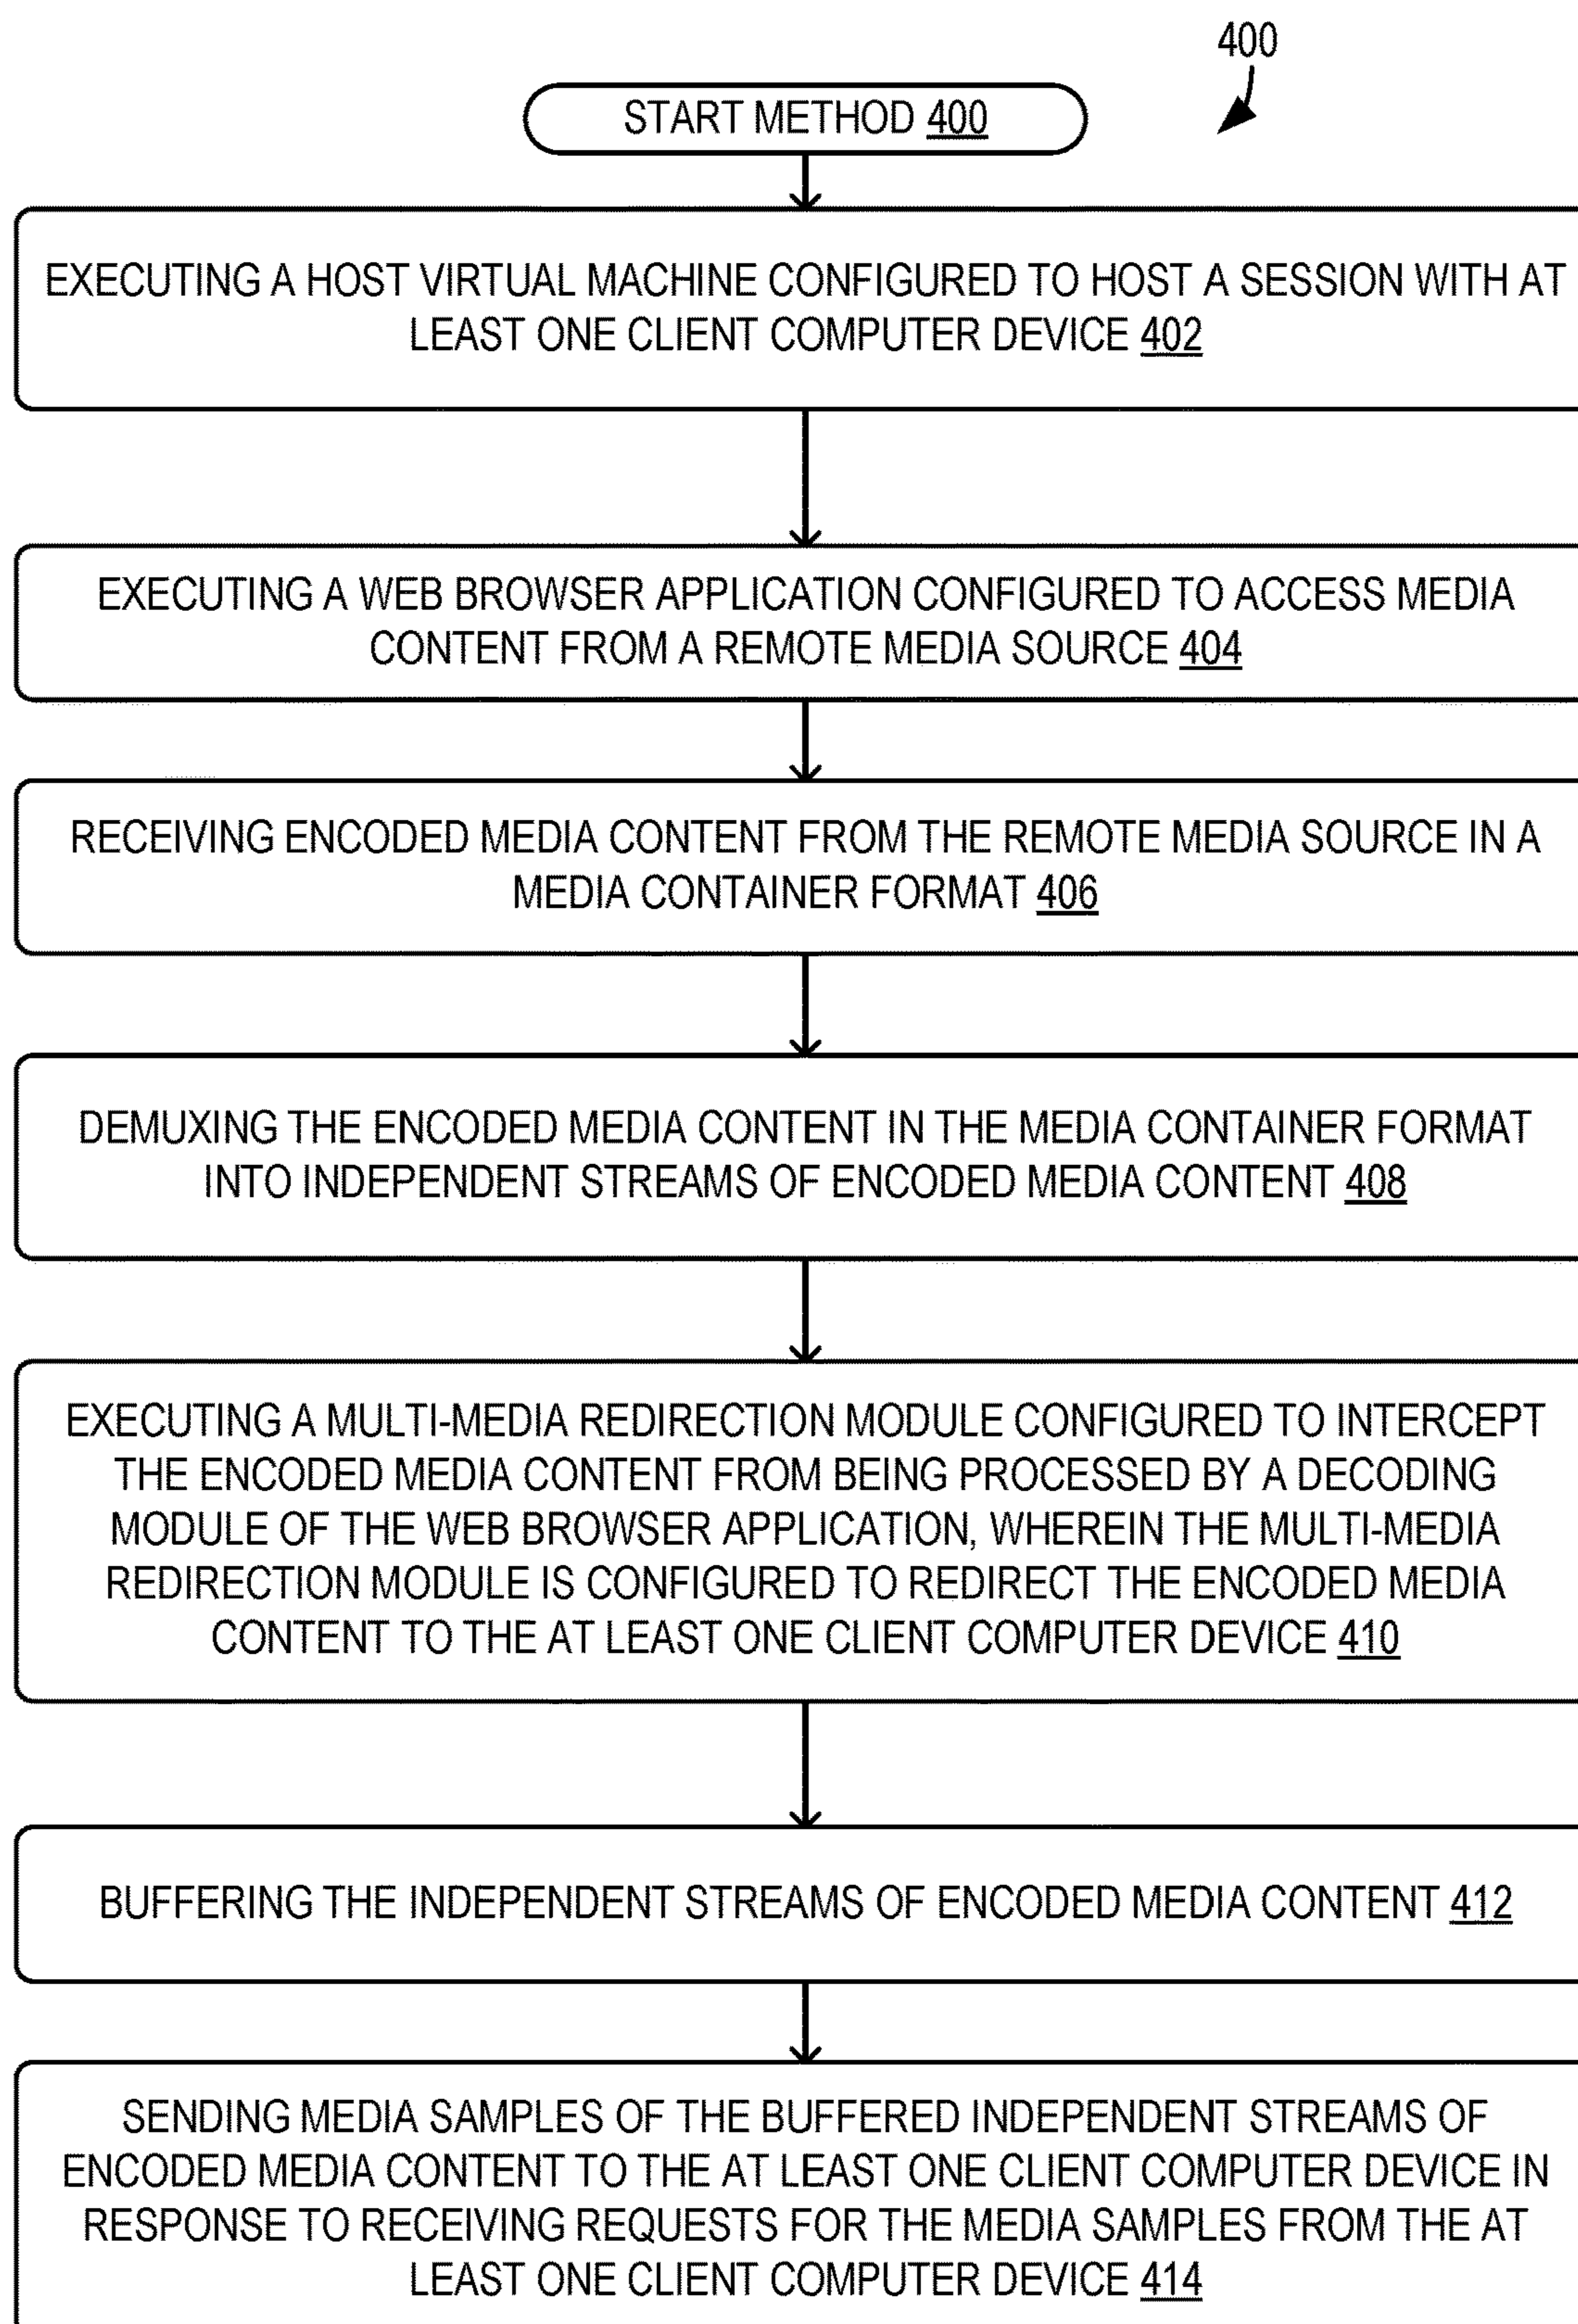 400
START METHOD 400
EXECUTING A HOST VIRTUAL MACHINE CONFIGURED TO HOST A SESSION WITH AT
LEAST ONE CLIENT COMPUTER DEVICE 402
EXECUTING A WEB BROWSER APPLICATION CONFIGURED TO ACCESS MEDIA
CONTENT FROM A REMOTE MEDIA SOURCE 404
RECEIVING ENCODED MEDIA CONTENT FROM THE REMOTE MEDIA SOURCE IN A
MEDIA CONTAINER FORMAT 406
DEMUXING THE ENCODED MEDIA CONTENT IN THE MEDIA CONTAINER FORMAT
INTO INDEPENDENT STREAMS OF ENCODED MEDIA CONTENT 408
EXECUTING A MULTI-MEDIA REDIRECTION MODULE CONFIGURED TO INTERCEPT
THE ENCODED MEDIA CONTENT FROM BEING PROCESSED BY A DECODING
MODULE OF THE WEB BROWSER APPLICATION, WHEREIN THE MULTI-MEDIA
REDIRECTION MODULE IS CONFIGURED TO REDIRECT THE ENCODED MEDIA
CONTENT TO THE AT LEAST ONE CLIENT COMPUTER DEVICE 410
BUFFERING THE INDEPENDENT STREAMS OF ENCODED MEDIA CONTENT 412
SENDING MEDIA SAMPLES OF THE BUFFERED INDEPENDENT STREAMS OF
ENCODED MEDIA CONTENT TO THE AT LEAST ONE CLIENT COMPUTER DEVICE IN
RESPONSE TO RECEIVING REQUESTS FOR THE MEDIA SAMPLES FROM THE AT
LEAST ONE CLIENT COMPUTER DEVICE 414